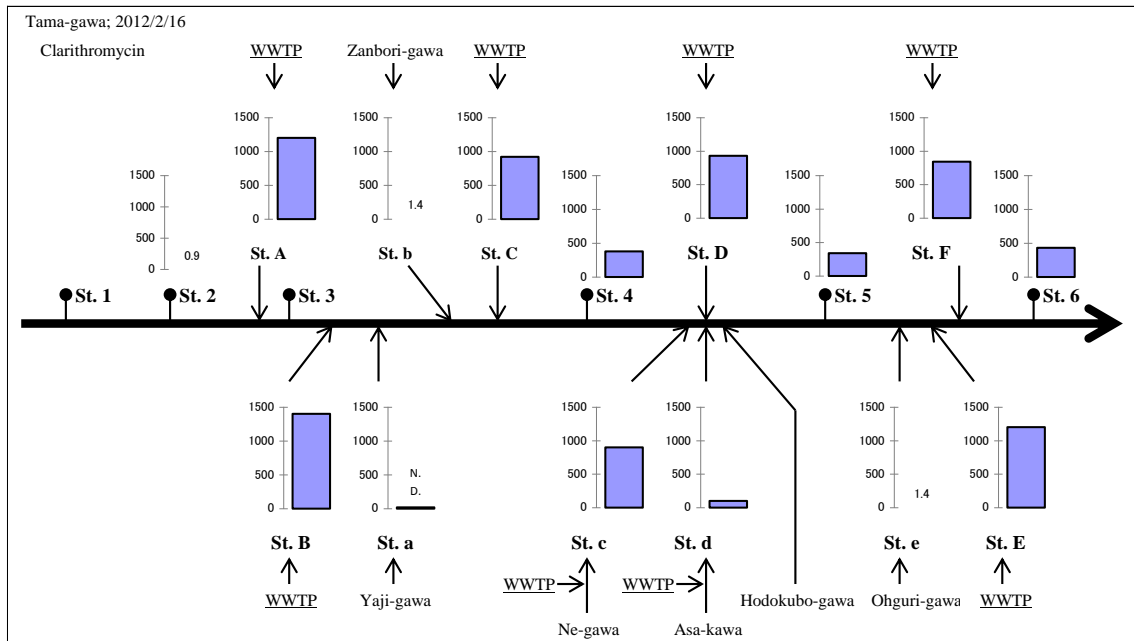 Tama-gawa; 2012/2/16
Clarithromycin
WWTP
Zanbori-gawa
WWTP
WWTP
WWTP
1500
1000
500
0
1500
1000
500
0
1.4
1500
1000
500
0
1500
1000
500
0
1500
1000
500
0
1500
1000
500
0
0.9
1500
1000
500
0
1500
1000
500
0
1500
1000
500
0
St. A
St. b
St. C
St. D
St. F
St. 1
St. 2
St. 3
St. 4
St. 5
St. 6
1500
1000
500
0
1500
1000
500
0
N.
D.
1500
1000
500
0
1500
1000
500
0
1500
1000
500
0
1.4
1500
1000
500
0
St. B
St. a
St. c
St. d
St. e
St. E
WWTP
Yaji-gawa
WWTP
Ne-gawa
WWTP
Asa-kawa
Hodokubo-gawa
Ohguri-gawa
WWTP